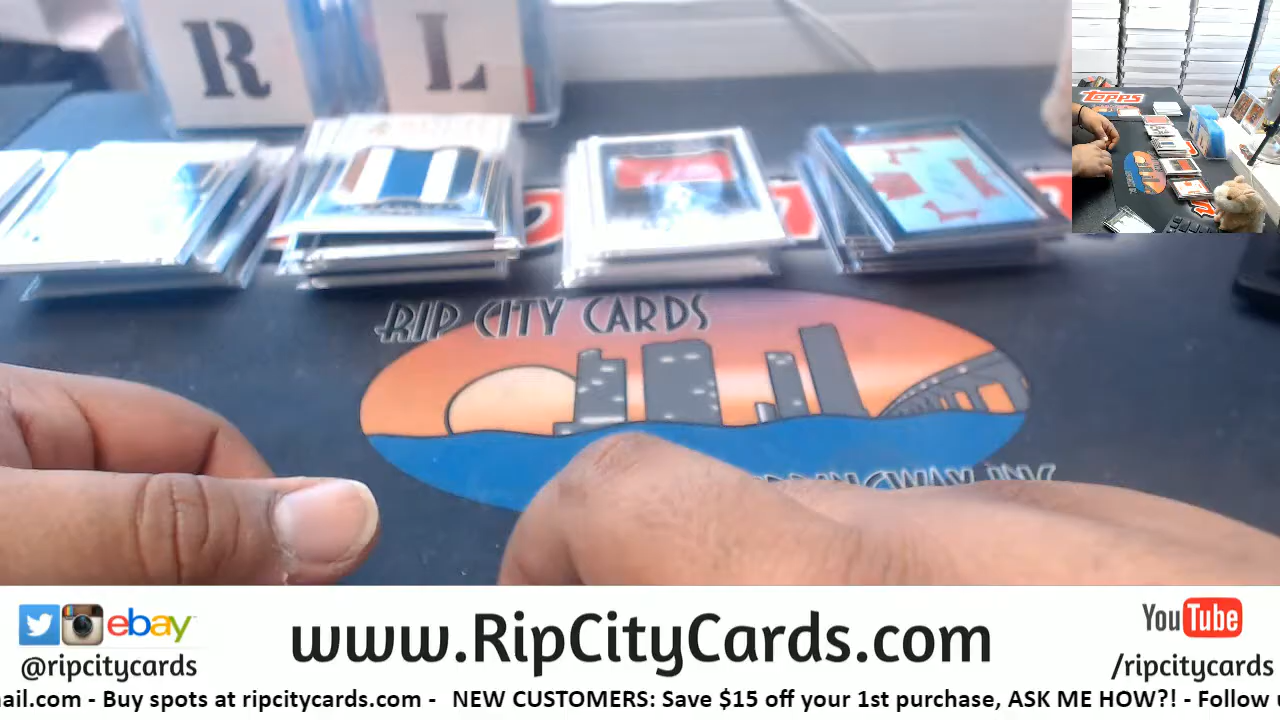 R L
Topps
RIP CITY CARDS
INC
ebay
@ripcitycards
www.RipCityCards.com
YouTube
/ripcitycards
ail.com - Buy spots at ripcitycards.com - NEW CUSTOMERS: Save $15 off your 1st purchase, ASK ME HOW?! - Follow u